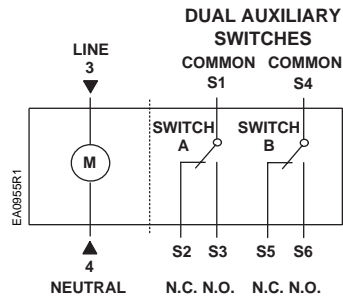 DUAL AUXILIARY
SWITCHES
LINE
3
COMMON COMMON
S1 S4
SWITCH
A
SWITCH
B
M
EA0955R1
4
NEUTRAL
S2 S3 S5 S6
N.C. N.O. N.C. N.O.